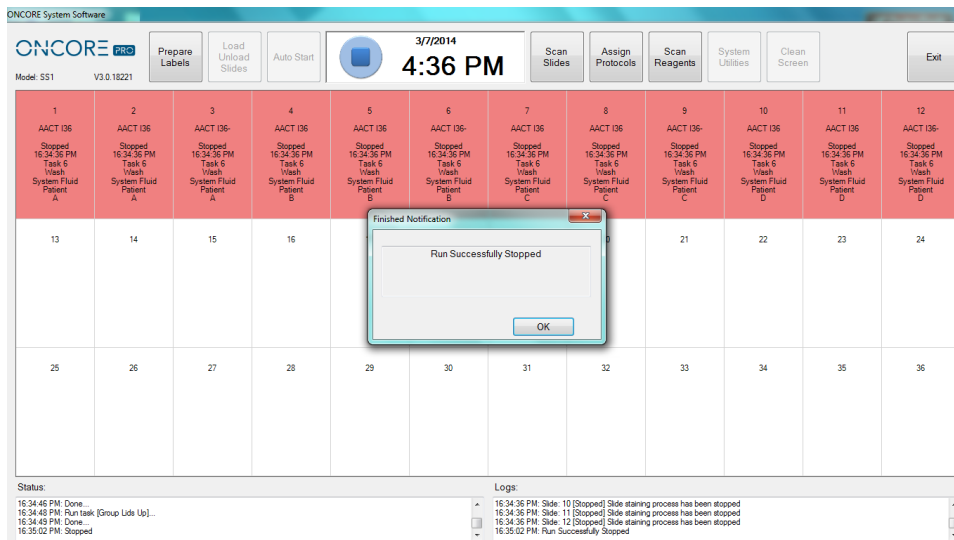 ONCORE System Software
ONCORE PRO
Model: SS1 V3.0.18221
Prepare Labels
Load Unload Slides
Auto Start
3/7/2014
4:36 PM
Scan Slides
Assign Protocols
Scan Reagents
System Utilities
Clean Screen
Exit
1 2 3 4 5 6 7 8 9 10 11 12
AACT I36 AACT I36 AACT I36- AACT I36 AACT I36 AACT I36- AACT I36 AACT I36 AACT I36- AACT I36 AACT I36 AACT I36-
Stopped Stopped Stopped Stopped Stopped Stopped Stopped Stopped Stopped Stopped Stopped Stopped
16:34:36 PM 16:34:36 PM 16:34:36 PM 16:34:36 PM 16:34:36 PM 16:34:36 PM 16:34:36 PM 16:34:36 PM 16:34:36 PM 16:34:36 PM 16:34:36 PM 16:34:36 PM
Task 6 Task 6 Task 6 Task 6 Task 6 Task 6 Task 6 Task 6 Task 6 Task 6 Task 6 Task 6
Wash Wash Wash Wash Wash Wash Wash Wash Wash Wash Wash Wash
System Fluid System Fluid System Fluid System Fluid System Fluid System Fluid System Fluid System Fluid System Fluid System Fluid System Fluid System Fluid
Patient Patient Patient Patient Patient Patient Patient Patient Patient Patient Patient Patient
A A A B B B C C C D D D
Finished Notification
Run Successfully Stopped
OK
13 14 15 16 21 22 23 24
25 26 27 28 29 30 31 32 33 34 35 36
Status:
16:34:46 PM: Done...
16:34:48 PM: Run task [Group Lids Up]...
16:34:49 PM: Done...
16:35:02 PM: Stopped
Logs:
16:34:36 PM: Slide: 10 [Stopped] Slide staining process has been stopped
16:34:36 PM: Slide: 11 [Stopped] Slide staining process has been stopped
16:34:36 PM: Slide: 12 [Stopped] Slide staining process has been stopped
16:35:02 PM: Run Successfully Stopped